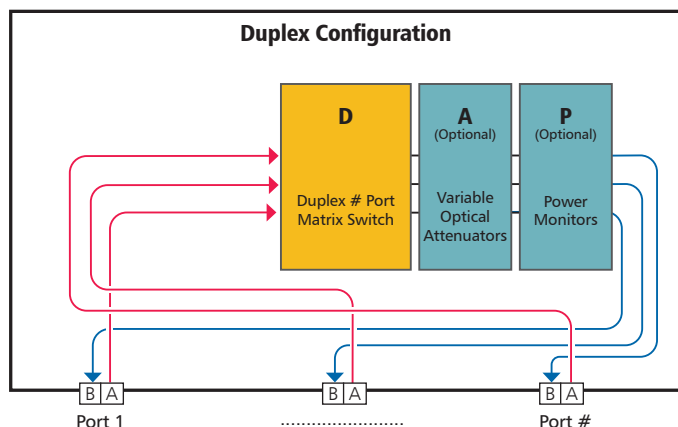 Duplex Configuration
D
Duplex # Port
Matrix Switch
A
(Optional)
Variable
Optical
Attenuators
P
(Optional)
Power
Monitors
B A
B A
B A
Port 1
.......................
Port #